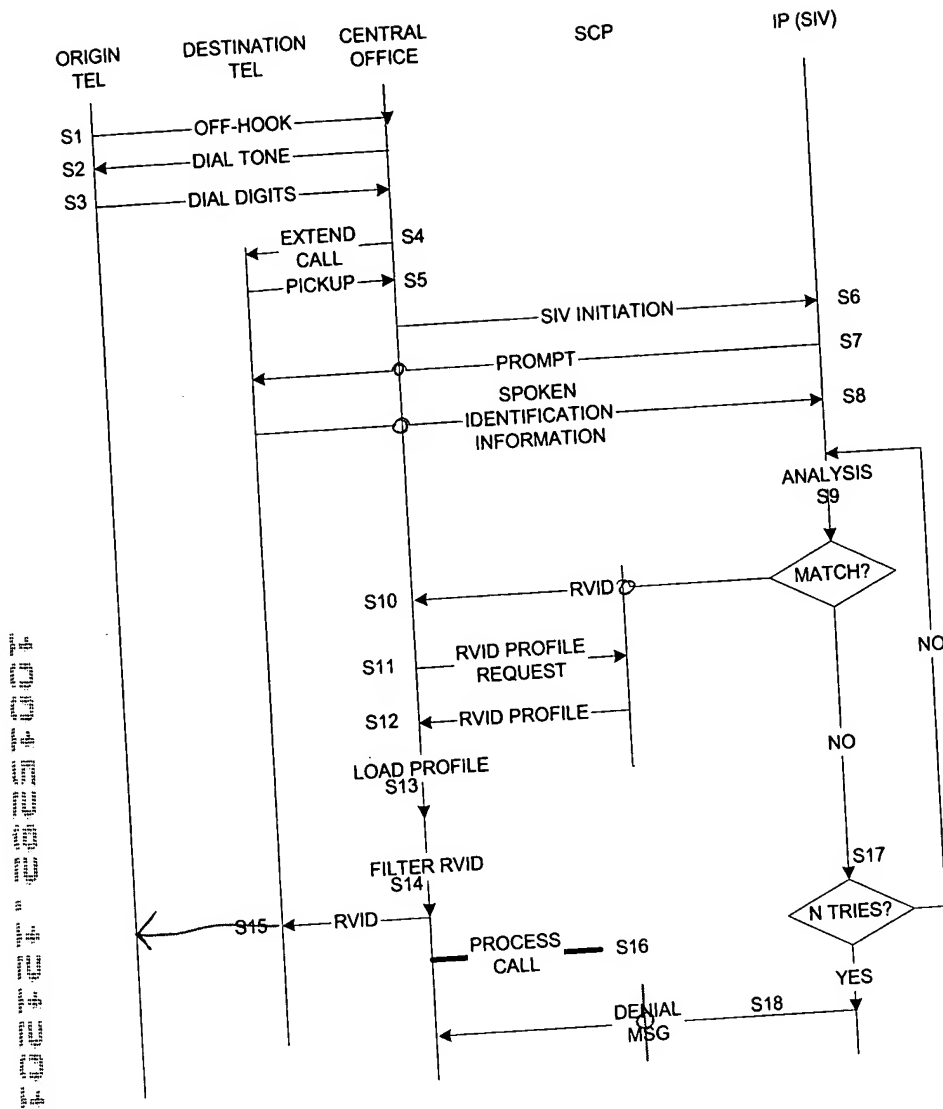 ORIGIN
TEL
DESTINATION
TEL
CENTRAL
OFFICE
SCP
IP (SIV)
S1
OFF-HOOK
S2
DIAL TONE
S3
DIAL DIGITS
EXTEND
CALL
S4
PICKUP
S5
SIV INITIATION
S6
PROMPT
S7
SPOKEN
IDENTIFICATION
INFORMATION
S8
ANALYSIS
S9
MATCH?
S10
RVID
S11
RVID PROFILE
REQUEST
NO
S12
RVID PROFILE
NO
LOAD PROFILE
S13
FILTER RVID
S14
S17
N TRIES?
S15
RVID
PROCESS
CALL
S16
YES
DENIAL
MSG
S18